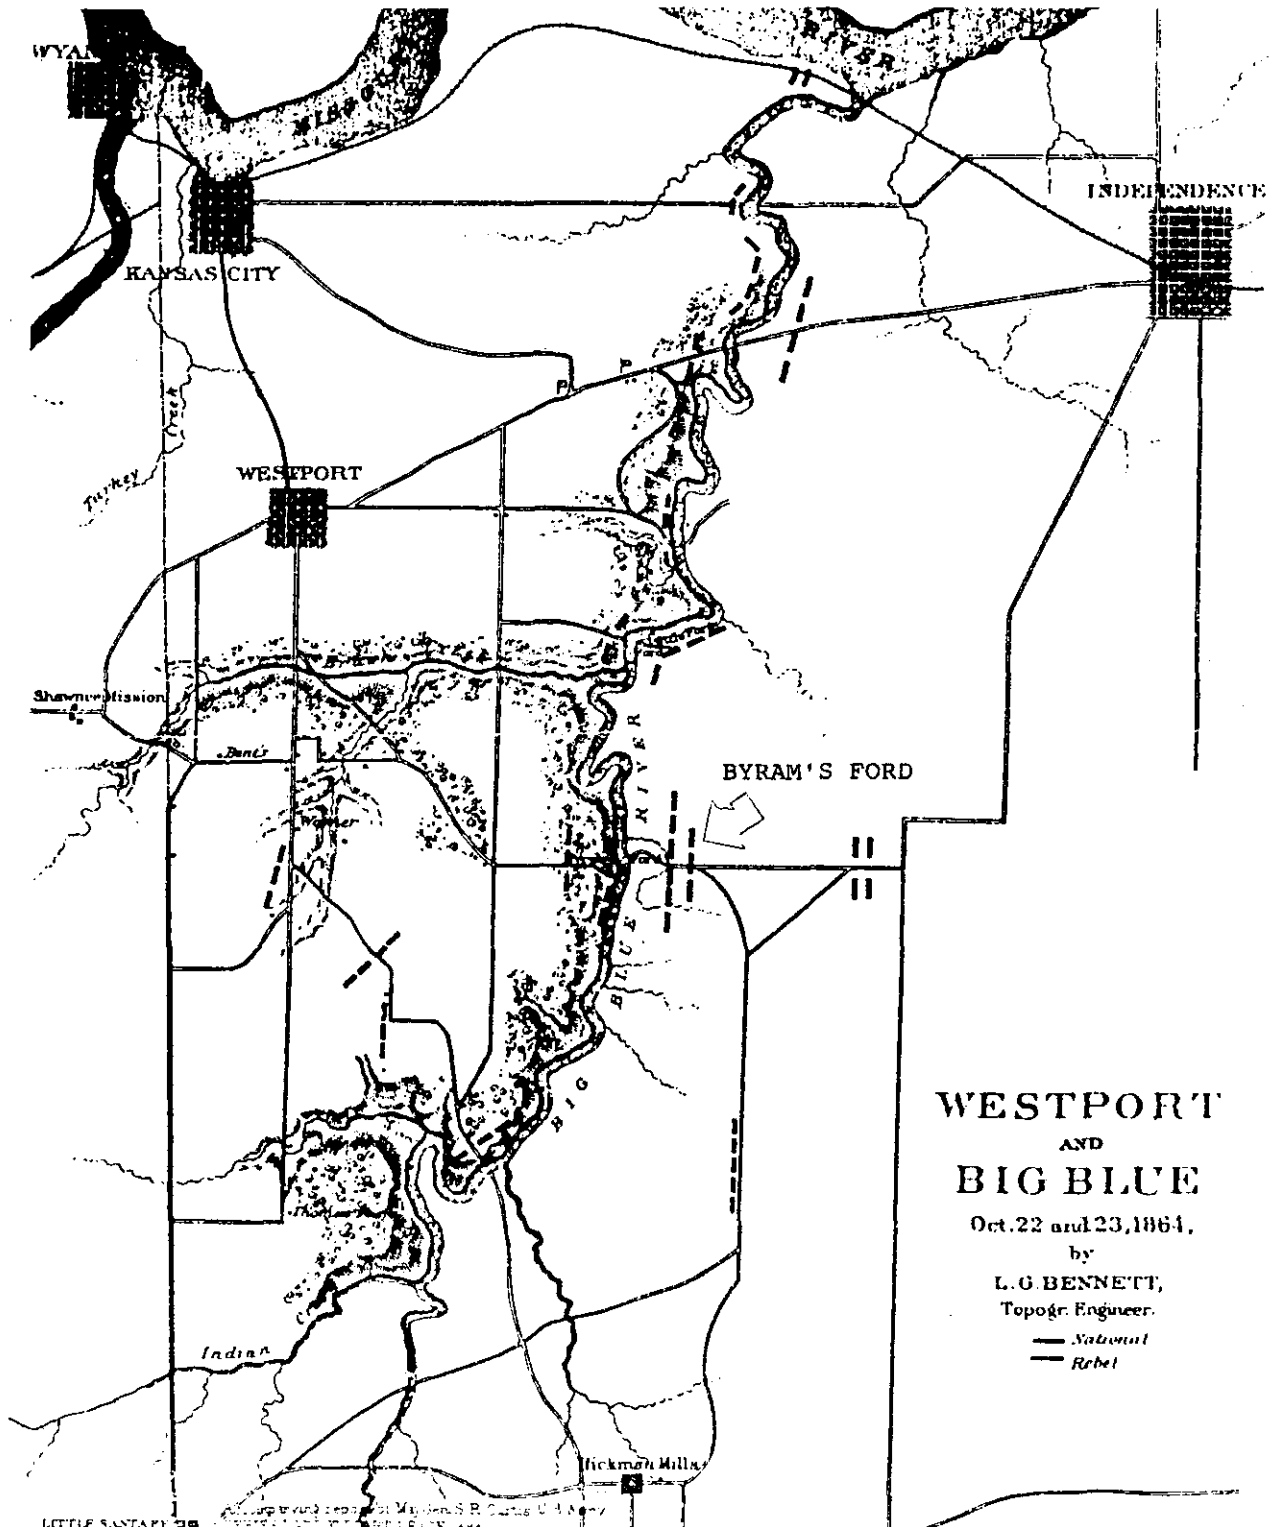 RIVER
INDEPENDENCE
KANSAS CITY
Creek
Turkey
WESTPORT
Shawnee Mission
Bent's
RIVER
BYRAM'S FORD
BLUE
BIG
WESTPORT
AND
BIG BLUE
Oct. 22 and 23, 1864,
by
L. G. BENNETT,
Topogr. Engineer.
National
Rebel
Indian
Hickman Mills